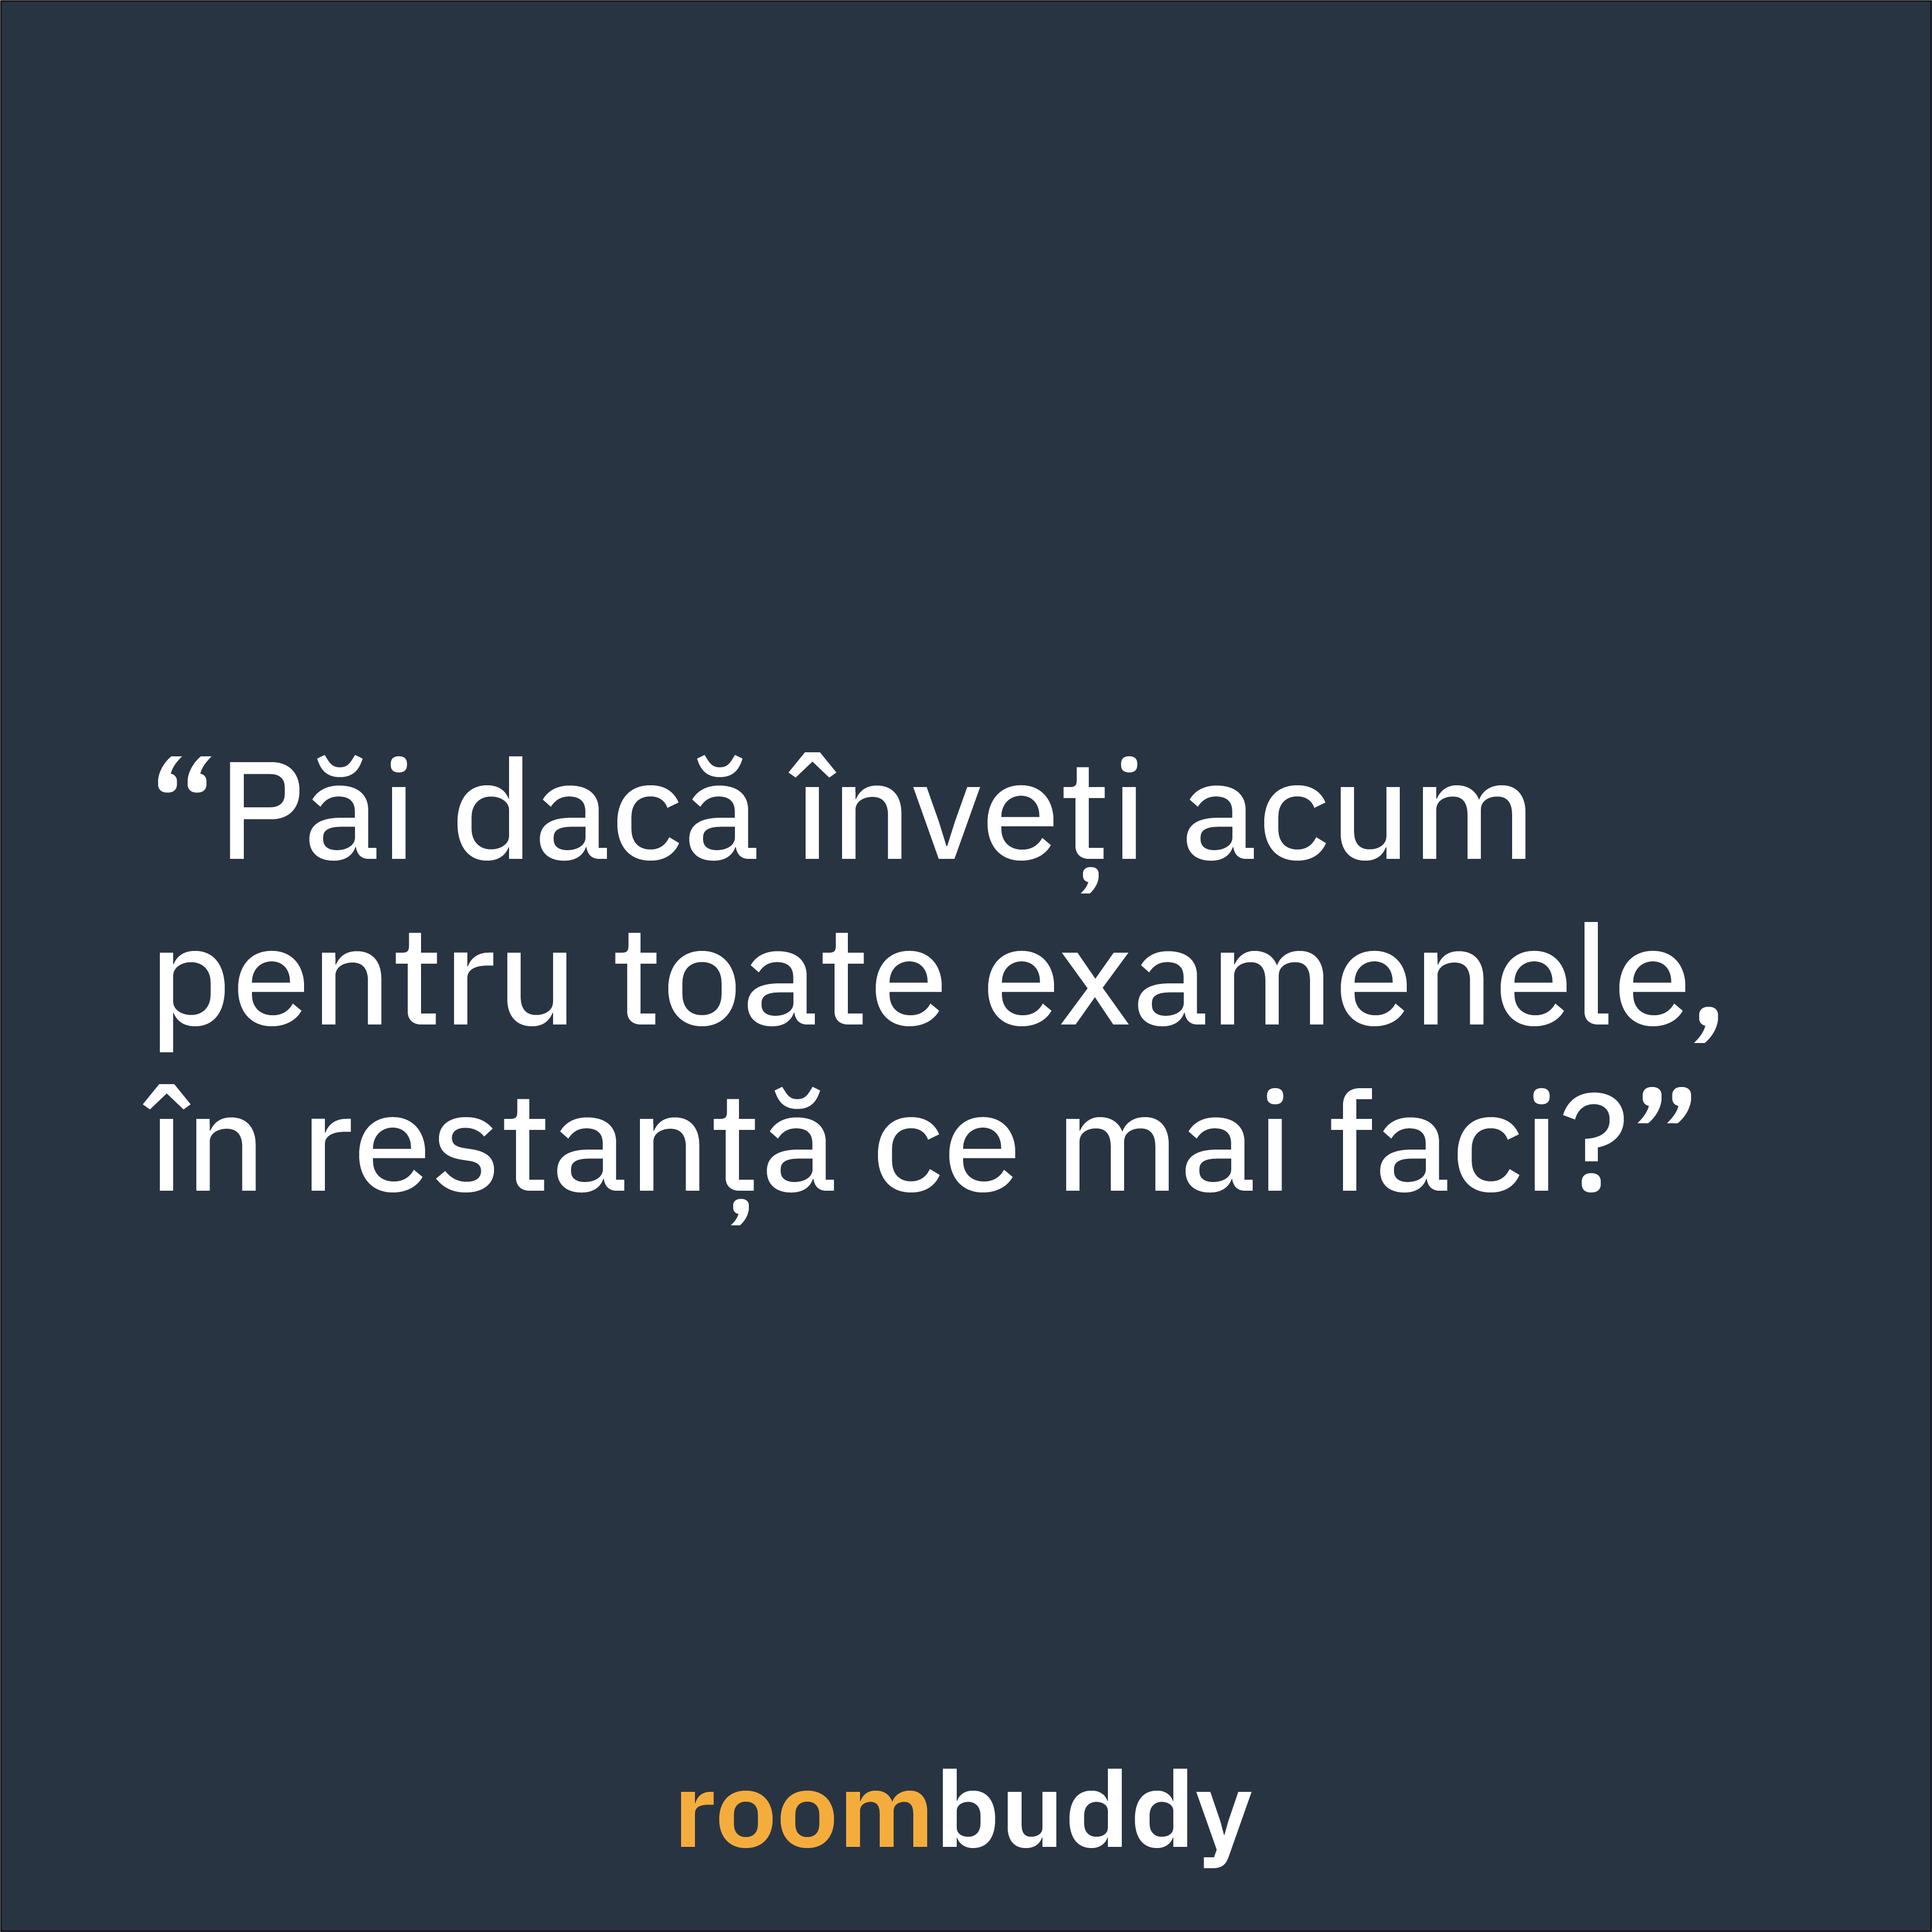 “Păi dacă înveți acum
pentru toate examenele,
în restanță ce mai faci?”
roombuddy